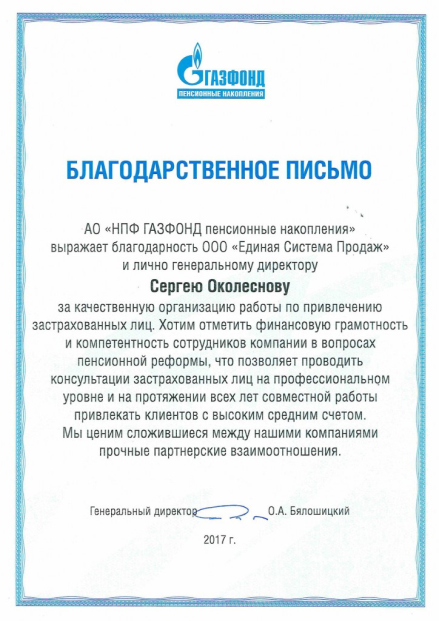 ГАЗФОНД
ПЕНСИОННЫЕ НАКОПЛЕНИЯ
БЛАГОДАРСТВЕННОЕ ПИСЬМО
АО «НПФ ГАЗФОНД пенсионные накопления»
выражает благодарность ООО «Единая Система Продаж»
и лично генеральному директору
Сергею Околеснову
за качественную организацию работы по привлечению
застрахованных лиц. Хотим отметить финансовую грамотность
и компетентность сотрудников компании в вопросах
пенсионной реформы, что позволяет проводить
консультации застрахованных лиц на профессиональном
уровне и на протяжении всех лет совместной работы
привлекать клиентов с высоким средним счетом.
Мы ценим сложившиеся между нашими компаниями
прочные партнерские взаимоотношения.
Генеральный директор О.А. Бялошицкий
2017 г.